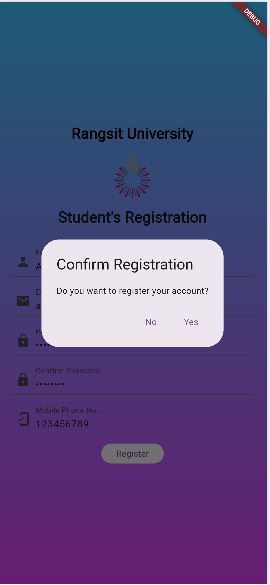 DEBUG
Rangsit University
Student's Registration
Confirm Registration
Do you want to register your account?
No Yes
Confirm Password...
••••••••
Mobile Phone No...
123456789
Register